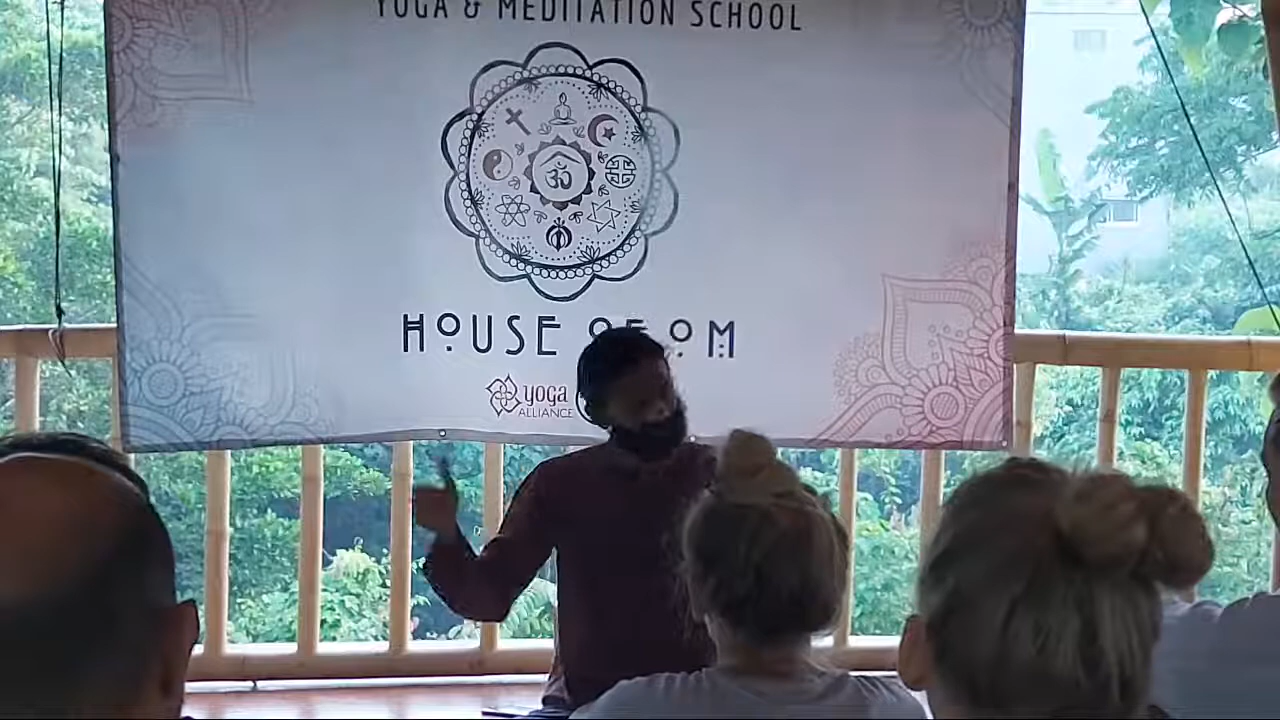 YOGA & MEDITATION SCHOOL
ॐ
HOUSE OF OM
yoga
ALLIANCE